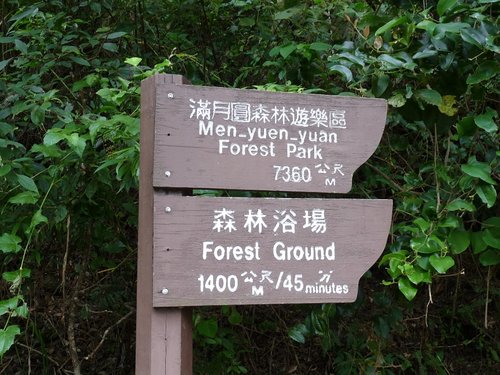 滿月圓森林遊樂區
Men-yuen-yuan
Forest Park
7360 公尺 M
森林浴場
Forest Ground
1400 公尺 M /45 分 minutes